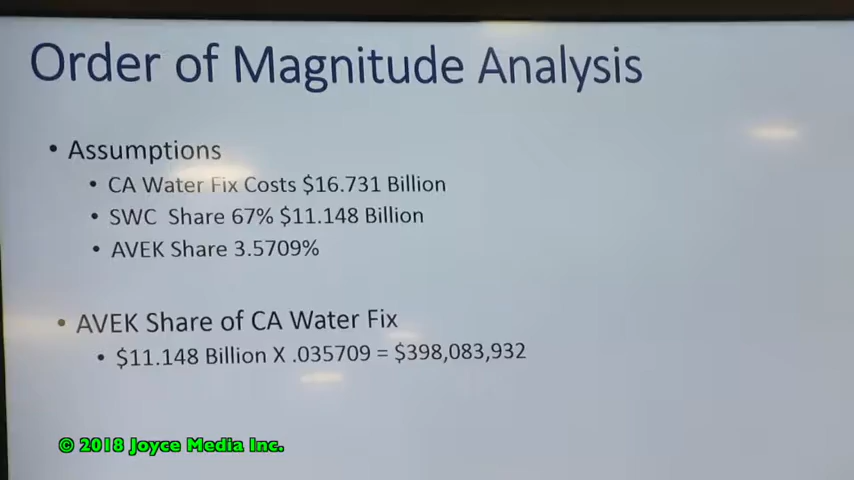 Order of Magnitude Analysis
• Assumptions
• CA Water Fix Costs $16.731 Billion
• SWC Share 67% $11.148 Billion
• AVEK Share 3.5709%
• AVEK Share of CA Water Fix
• $11.148 Billion X .035709 = $398,083,932
© 2018 Joyce Media Inc.